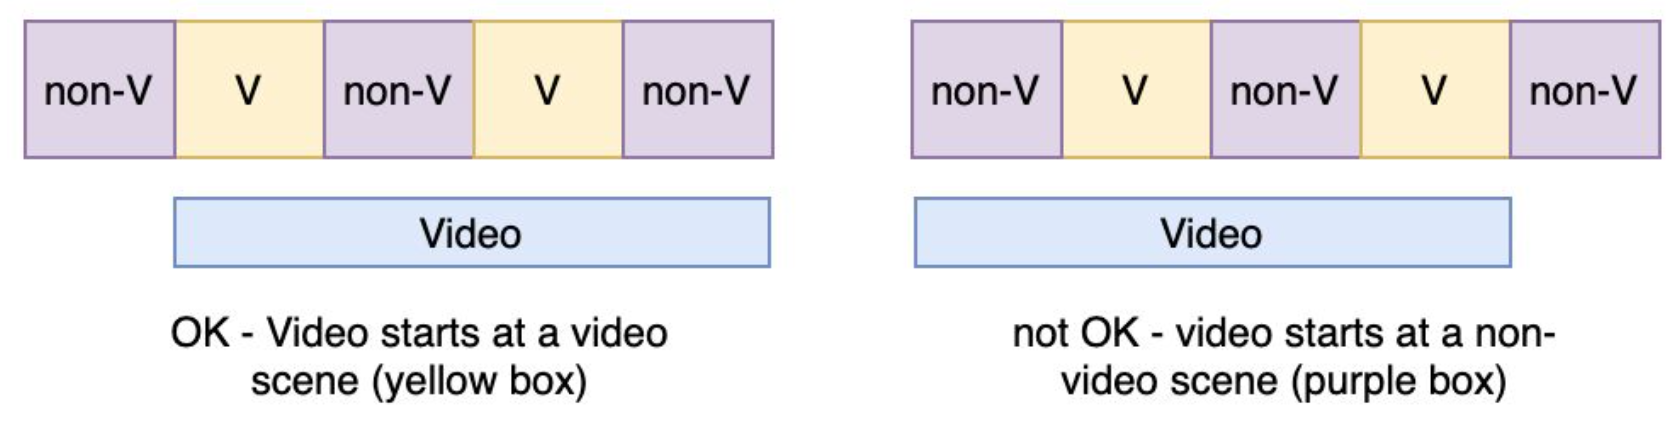 non-V V non-V V non-V
Video
OK - Video starts at a video
scene (yellow box)
non-V V non-V V non-V
Video
not OK - video starts at a non-
video scene (purple box)